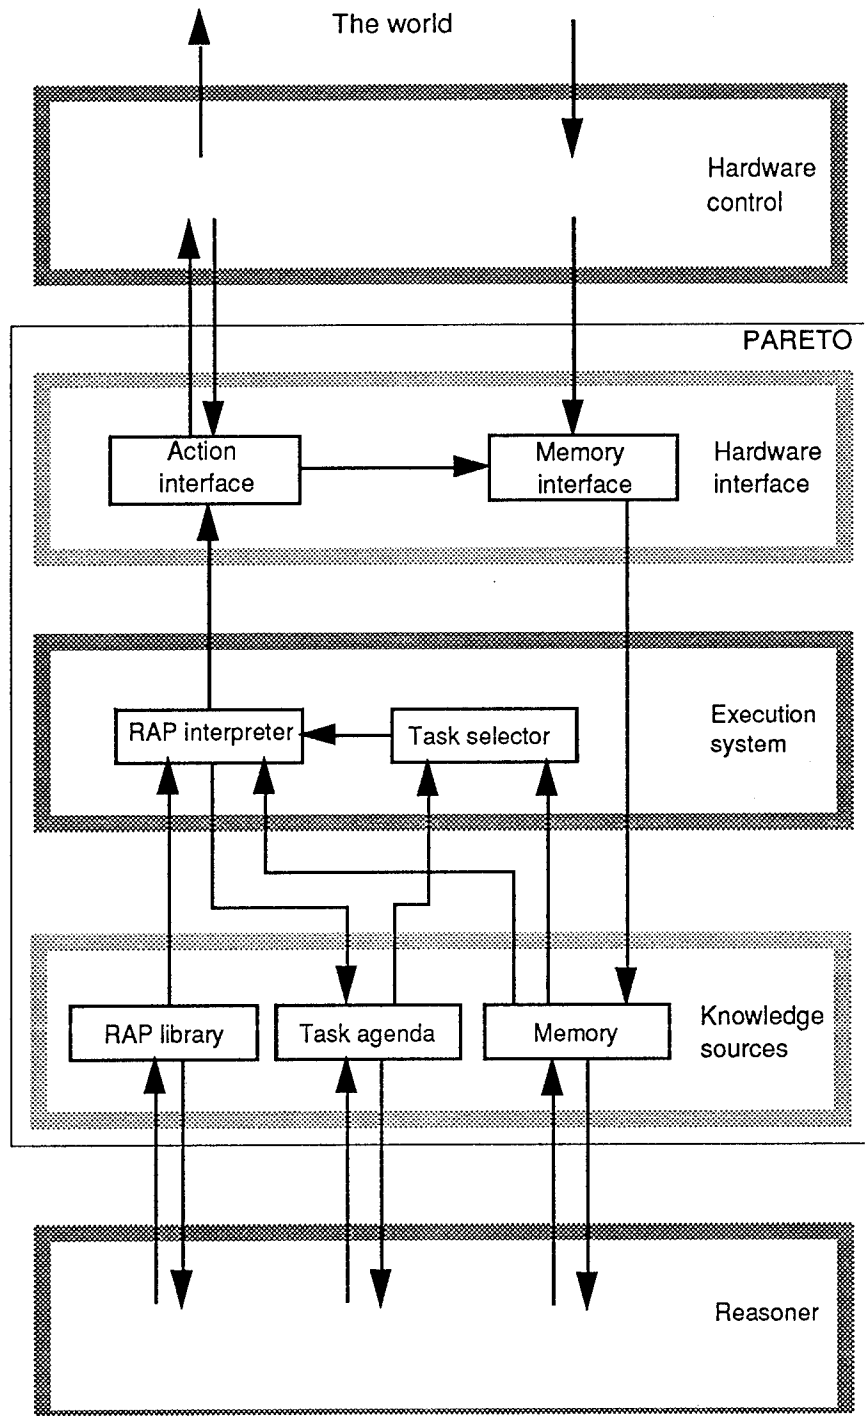 The world
Hardware
control
PARETO
Action
interface
Memory
interface
Hardware
interface
RAP interpreter
Task selector
Execution
system
RAP library
Task agenda
Memory
Knowledge
sources
Reasoner